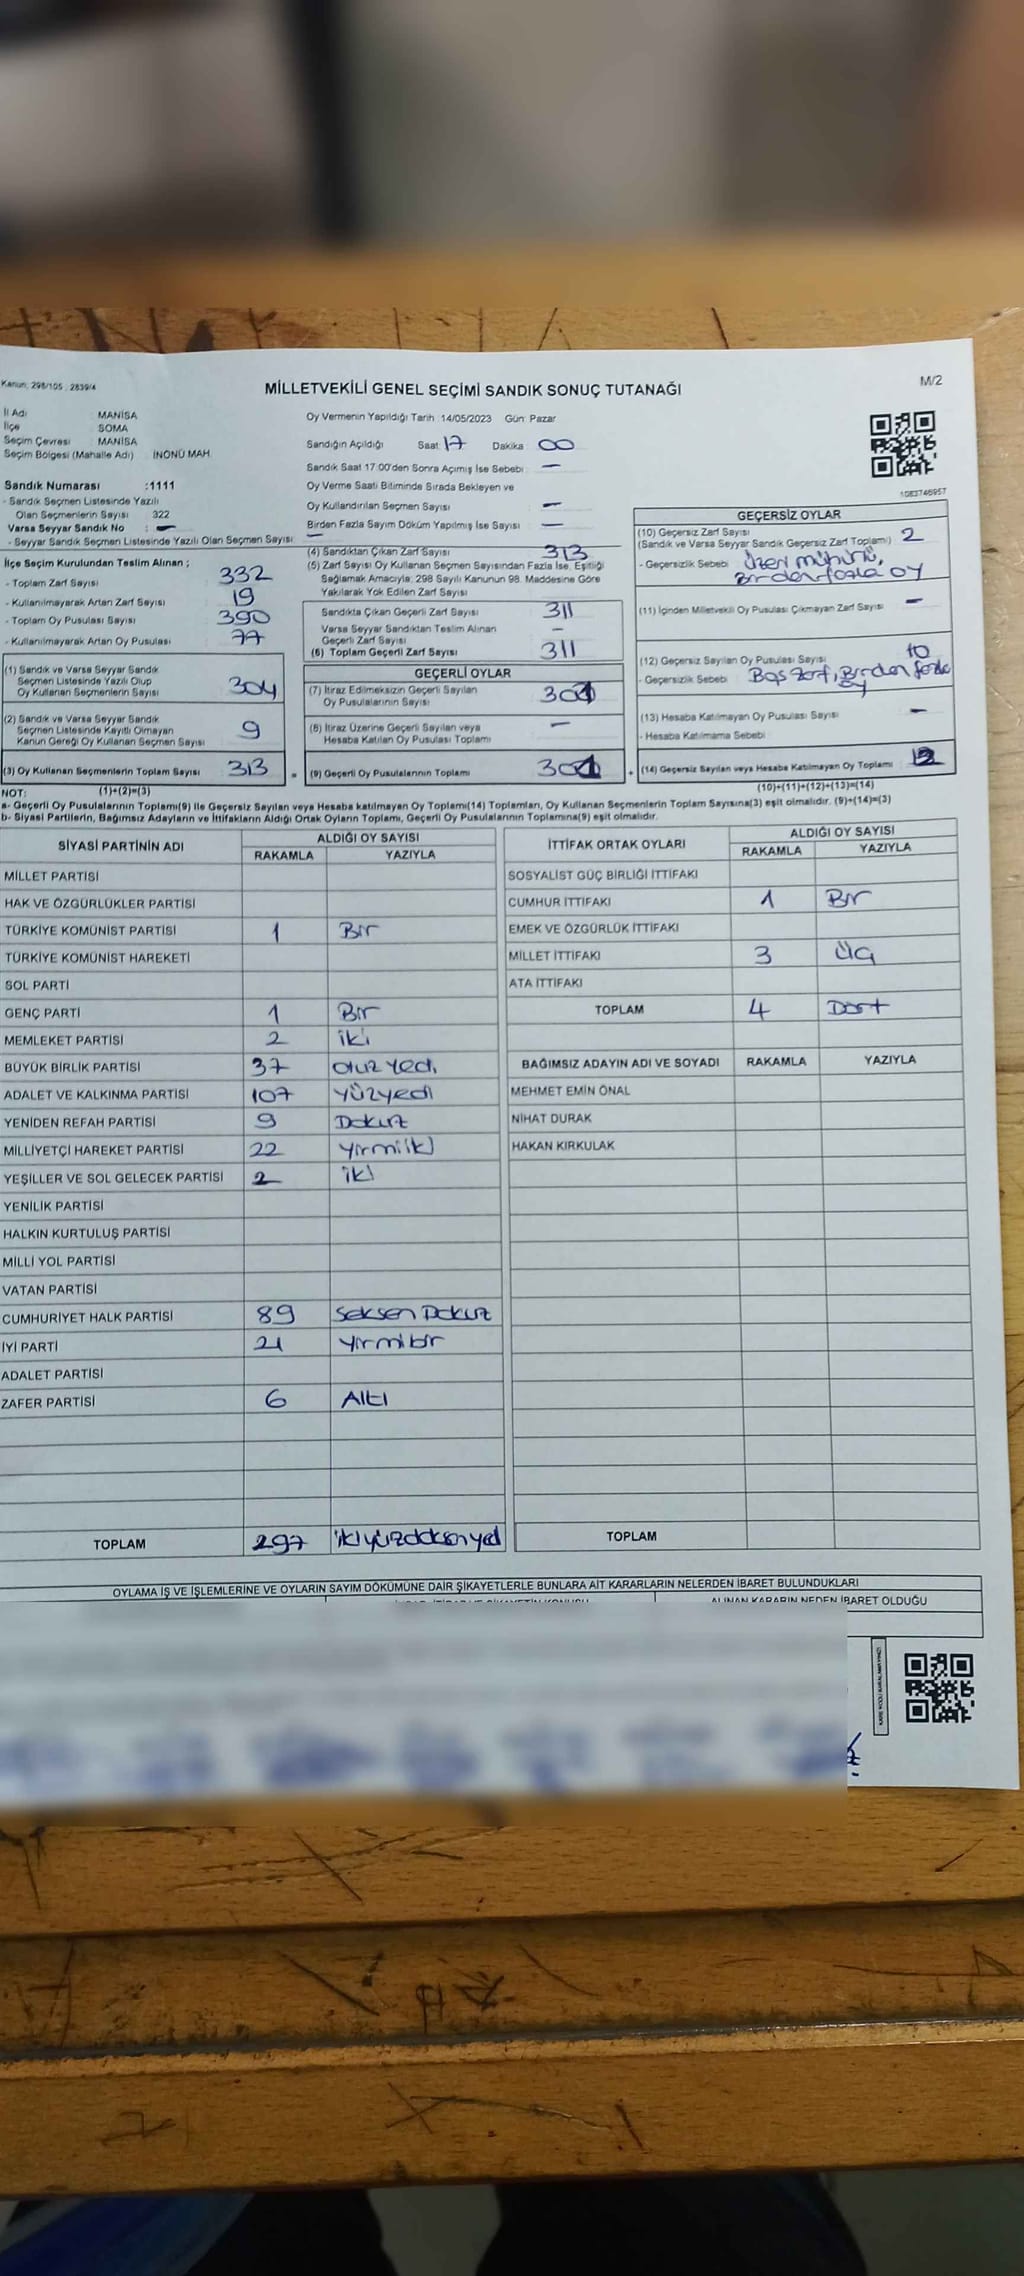 Kanun: 298/105 ; 2839/4
MİLLETVEKİLİ GENEL SEÇİMİ SANDIK SONUÇ TUTANAĞI
M/2
İl Adı MANİSA
İlçe SOMA
Seçim Çevresi : MANİSA
Seçim Bölgesi (Mahalle Adı) İNÖNÜ MAH.
Sandık Numarası :1111
- Sandık Seçmen Listesinde Yazılı
Olan Seçmenlerin Sayısı 322
Varsa Seyyar Sandık No : –
- Seyyar Sandık Seçmen Listesinde Yazılı Olan Seçmen Sayısı : –
İlçe Seçim Kurulundan Teslim Alınan ;
- Toplam Zarf Sayısı 332
- Kullanılmayarak Artan Zarf Sayısı 19
- Toplam Oy Pusulası Sayısı 390
- Kullanılmayarak Artan Oy Pusulası 77
(1) Sandık ve Varsa Seyyar Sandık
Seçmen Listesinde Yazılı Olup
Oy Kullanan Seçmenlerin Sayısı 304
(2) Sandık ve Varsa Seyyar Sandık
Seçmen Listesinde Kayıtlı Olmayan
Kanun Gereği Oy Kullanan Seçmen Sayısı 9
(3) Oy Kullanan Seçmenlerin Toplam Sayısı 313
Oy Vermenin Yapıldığı Tarih :14/05/2023 Gün: Pazar
Sandığın Açıldığı Saat 17 Dakika 00
Sandık Saat 17.00'den Sonra Açımış İse Sebebi : –
Oy Verme Saati Bitiminde Sırada Bekleyen ve
Oy Kullandırılan Seçmen Sayısı –
Birden Fazla Sayım Döküm Yapılmış İse Sayısı –
(4) Sandıktan Çıkan Zarf Sayısı 313
(5) Zarf Sayısı Oy Kullanan Seçmen Sayısından Fazla İse, Eşitliği
Sağlamak Amacıyla, 298 Sayılı Kanunun 98. Maddesine Göre
Yakılarak Yok Edilen Zarf Sayısı
Sandıkta Çıkan Geçerli Zarf Sayısı 311
Varsa Seyyar Sandıktan Teslim Alınan
Geçerli Zarf Sayısı –
(6) Toplam Geçerli Zarf Sayısı 311
GEÇERLİ OYLAR
(7) İtiraz Edilmeksizin Geçerli Sayılan
Oy Pusulalarının Sayısı 301
(8) İtiraz Üzerine Geçerli Sayılan veya
Hesaba Katılan Oy Pusulası Toplamı –
= (9) Geçerli Oy Pusulalarının Toplamı 301
1083746957
GEÇERSİZ OYLAR
(10) Geçersiz Zarf Sayısı
(Sandık ve Varsa Seyyar Sandık Geçersiz Zarf Toplamı) 2
- Geçersizlik Sebebi Üzeri mühürlü,
Birden fazla oy
(11) İçinden Milletvekili Oy Pusulası Çıkmayan Zarf Sayısı –
(12) Geçersiz Sayılan Oy Pusulası Sayısı 10
- Geçersizlik Sebebi Boş zarf, Birden fazla
oy
(13) Hesaba Katılmayan Oy Pusulası Sayısı –
- Hesaba Katılmama Sebebi
+ (14) Geçersiz Sayılan veya Hesaba Katılmayan Oy Toplamı : 12
NOT: (1)+(2)=(3)
(10)+(11)+(12)+(13)=(14)
a- Geçerli Oy Pusulalarının Toplamı(9) ile Geçersiz Sayılan veya Hesaba katılmayan Oy Toplamı(14) Toplamları, Oy Kullanan Seçmenlerin Toplam Sayısına(3) eşit olmalıdır. (9)+(14)=(3)
b- Siyasi Partilerin, Bağımsız Adayların ve İttifakların Aldığı Ortak Oyların Toplamı, Geçerli Oy Pusulalarının Toplamına(9) eşit olmalıdır.
SİYASİ PARTİNİN ADI
ALDIĞI OY SAYISI
RAKAMLA YAZIYLA
MİLLET PARTİSİ
HAK VE ÖZGÜRLÜKLER PARTİSİ
TÜRKİYE KOMÜNİST PARTİSİ 1 Bir
TÜRKİYE KOMÜNİST HAREKETİ
SOL PARTİ
GENÇ PARTİ 1 Bir
MEMLEKET PARTİSİ 2 iki
BÜYÜK BİRLİK PARTİSİ 37 otuz yedi
ADALET VE KALKINMA PARTİSİ 107 yüzyedi
YENİDEN REFAH PARTİSİ 9 Dokuz
MİLLİYETÇİ HAREKET PARTİSİ 22 yirmiiki
YEŞİLLER VE SOL GELECEK PARTİSİ 2 iki
YENİLİK PARTİSİ
HALKIN KURTULUŞ PARTİSİ
MİLLİ YOL PARTİSİ
VATAN PARTİSİ
CUMHURİYET HALK PARTİSİ 89 Seksen Dokuz
İYİ PARTİ 21 yirmibir
ADALET PARTİSİ
ZAFER PARTİSİ 6 Altı
TOPLAM 297 ikiyüzdoksanyedi
İTTİFAK ORTAK OYLARI
ALDIĞI OY SAYISI
RAKAMLA YAZIYLA
SOSYALİST GÜÇ BİRLİĞİ İTTİFAKI
CUMHUR İTTİFAKI 1 Bir
EMEK VE ÖZGÜRLÜK İTTİFAKI
MİLLET İTTİFAKI 3 Üç
ATA İTTİFAKI
TOPLAM 4 Dört
BAĞIMSIZ ADAYIN ADI VE SOYADI RAKAMLA YAZIYLA
MEHMET EMİN ÖNAL
NİHAT DURAK
HAKAN KIRKULAK
TOPLAM
OYLAMA İŞ VE İŞLEMLERİNE VE OYLARIN SAYIM DÖKÜMÜNE DAİR ŞİKAYETLERLE BUNLARA AİT KARARLARIN NELERDEN İBARET BULUNDUKLARI
ALINAN KARARIN NEDEN İBARET OLDUĞU